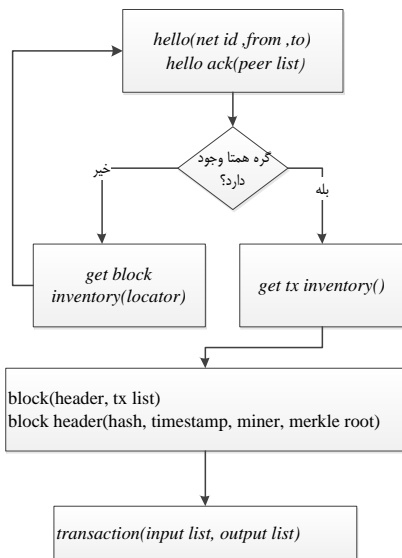 hello(net id ,from ,to)
hello ack(peer list)
گره همتا وجود
دارد؟
خیر
بله
get block
inventory(locator)
get tx inventory()
block(header, tx list)
block header(hash, timestamp, miner, merkle root)
transaction(input list, output list)